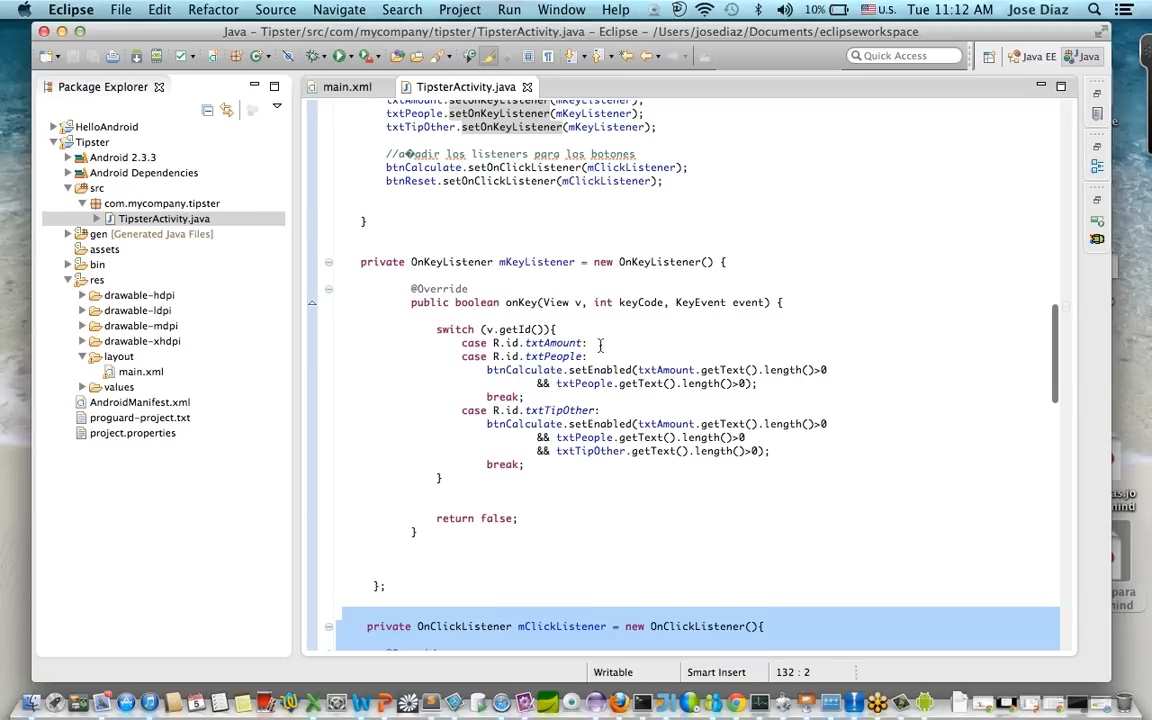 Eclipse File Edit Refactor Source Navigate Search Project Run Window Help 10% U.S. Tue 11:12 AM Jose Diaz
Java – Tipster/src/com/mycompany/tipster/TipsterActivity.java – Eclipse – /Users/josediaz/Documents/eclipseworkspace
Quick Access Java EE Java
Package Explorer
main.xml TipsterActivity.java
HelloAndroid
Tipster
Android 2.3.3
Android Dependencies
src
com.mycompany.tipster
TipsterActivity.java
gen [Generated Java Files]
assets
bin
res
drawable-hdpi
drawable-ldpi
drawable-mdpi
drawable-xhdpi
layout
main.xml
values
AndroidManifest.xml
proguard-project.txt
project.properties
txtAmount.setOnKeyListener(mKeyListener);
txtPeople.setOnKeyListener(mKeyListener);
txtTipOther.setOnKeyListener(mKeyListener);
//a�adir los listeners para los botones
btnCalculate.setOnClickListener(mClickListener);
btnReset.setOnClickListener(mClickListener);
}
private OnKeyListener mKeyListener = new OnKeyListener() {
@Override
public boolean onKey(View v, int keyCode, KeyEvent event) {
switch (v.getId()){
case R.id.txtAmount:
case R.id.txtPeople:
btnCalculate.setEnabled(txtAmount.getText().length()>0
&& txtPeople.getText().length()>0);
break;
case R.id.txtTipOther:
btnCalculate.setEnabled(txtAmount.getText().length()>0
&& txtPeople.getText().length()>0
&& txtTipOther.getText().length()>0);
break;
}
return false;
}
};
private OnClickListener mClickListener = new OnClickListener(){
Writable Smart Insert 132 : 2